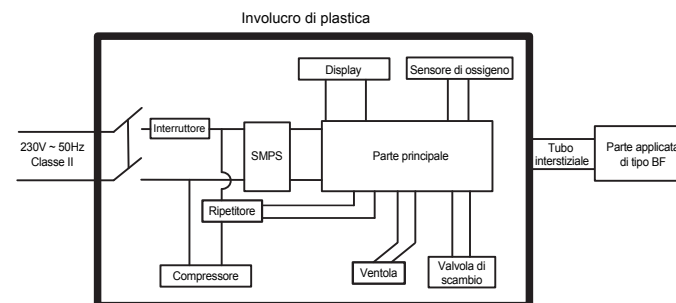 Involucro di plastica
Display
Sensore di ossigeno
Interruttore
230V ~ 50Hz
Classe II
SMPS
Parte principale
Tubo
interstiziale
Parte applicata
di tipo BF
Ripetitore
Compressore
Ventola
Valvola di
scambio